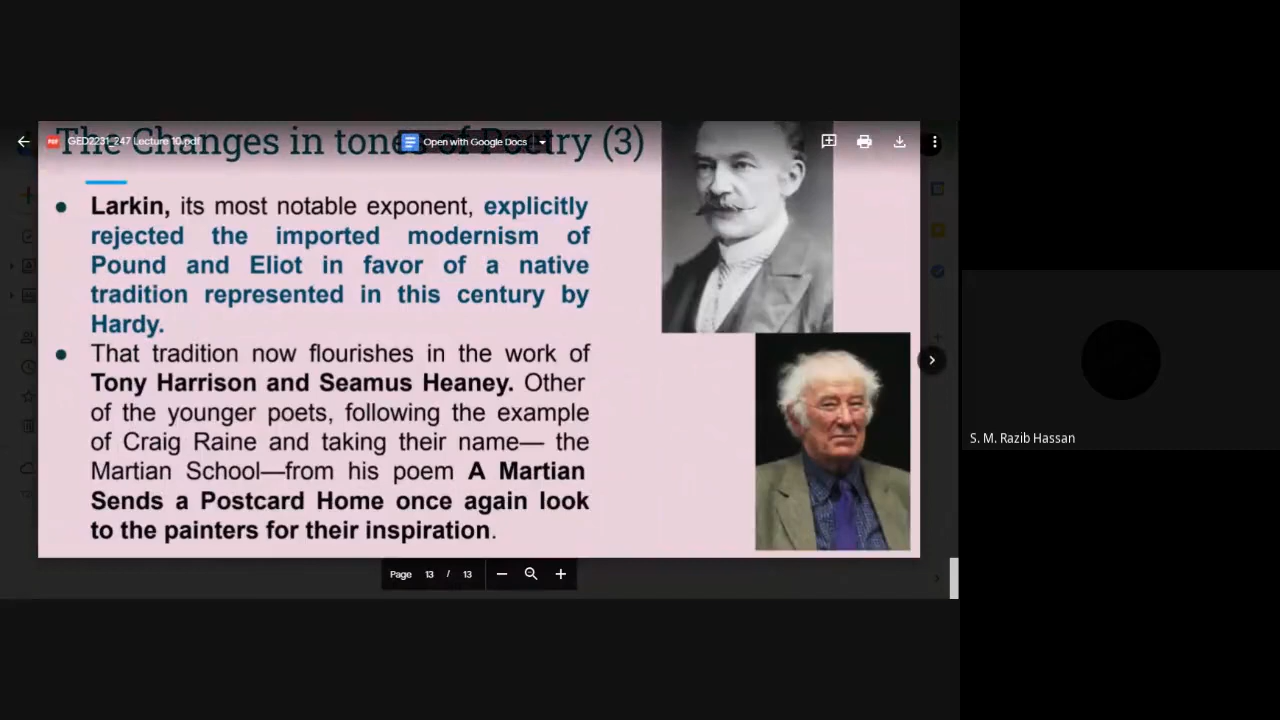 The Changes in tones of Poetry (3)
GED2231_247 Lecture 10.pdf
Open with Google Docs
Larkin, its most notable exponent, explicitly
rejected the imported modernism of
Pound and Eliot in favor of a native
tradition represented in this century by
Hardy.
That tradition now flourishes in the work of
Tony Harrison and Seamus Heaney. Other
of the younger poets, following the example
of Craig Raine and taking their name— the
Martian School—from his poem A Martian
Sends a Postcard Home once again look
to the painters for their inspiration.
Page 13 / 13
S. M. Razib Hassan